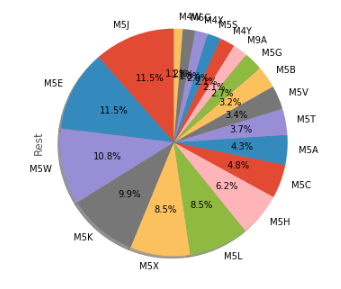 M4X
M5S
M4Y
M9A
M5G
M5B
M5V
M5T
M5A
M5C
M5H
M5L
M5X
M5K
M5W
M5E
M5J
Rest
11.5%
11.5%
10.8%
9.9%
8.5%
8.5%
6.2%
4.8%
4.3%
3.7%
3.4%
3.2%
2.7%
2.1%